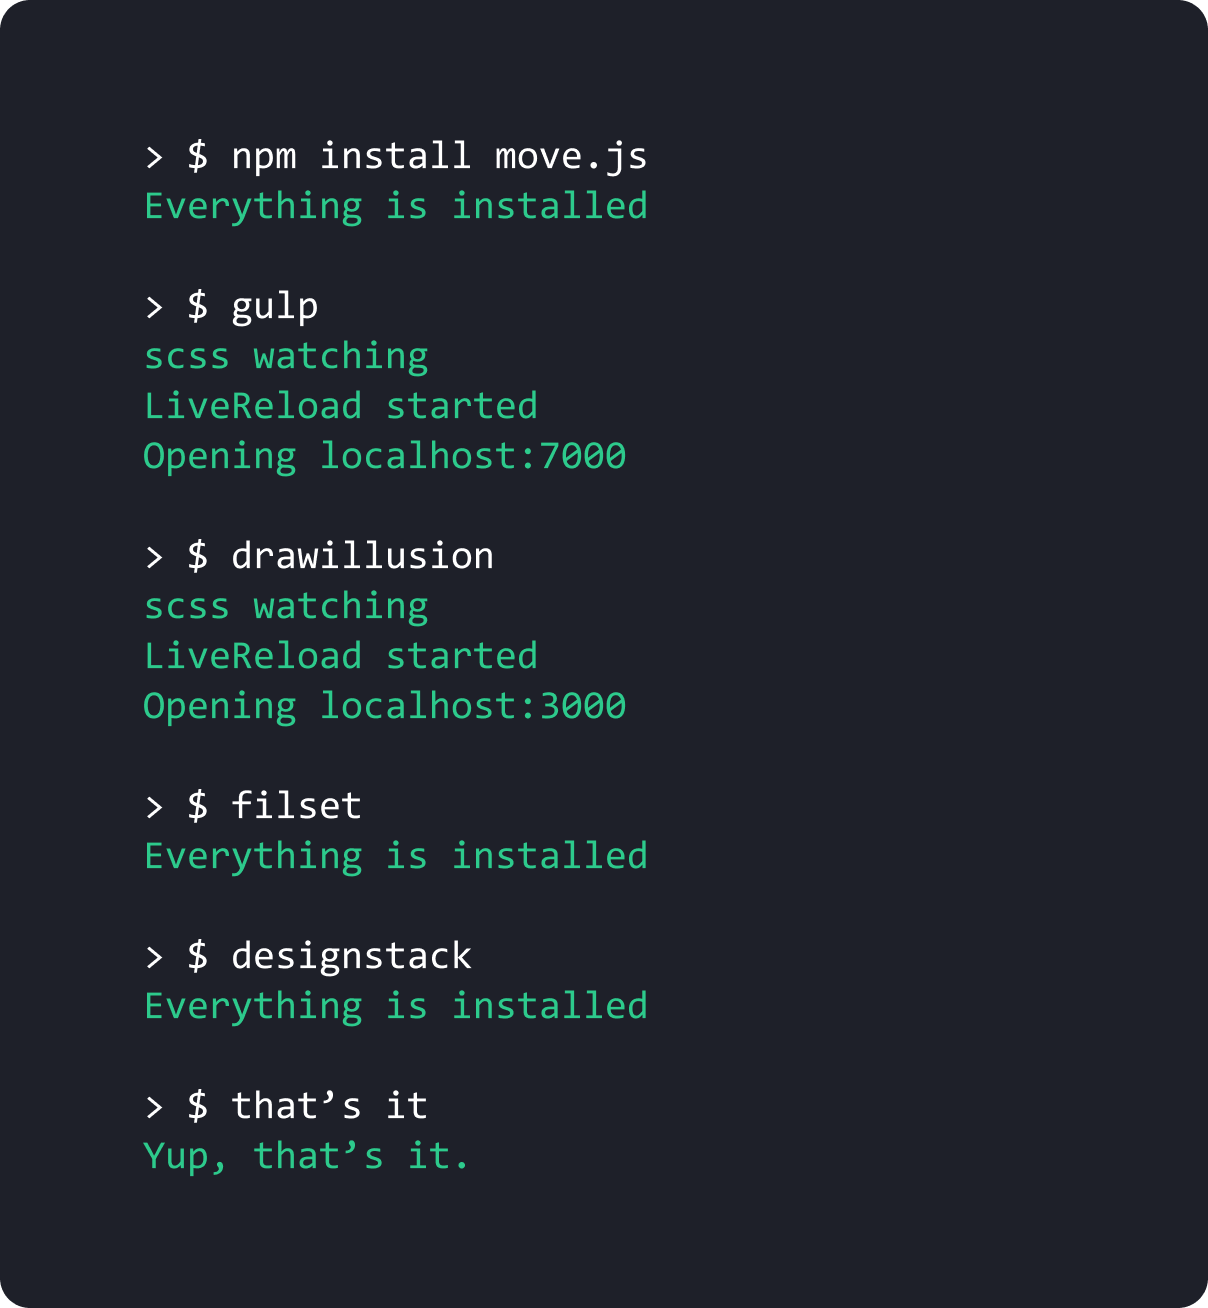 > $ npm install move.js
Everything is installed
> $ gulp
scss watching
LiveReload started
Opening localhost:7000
> $ drawillusion
scss watching
LiveReload started
Opening localhost:3000
> $ filset
Everything is installed
> $ designstack
Everything is installed
> $ that’s it
Yup, that’s it.